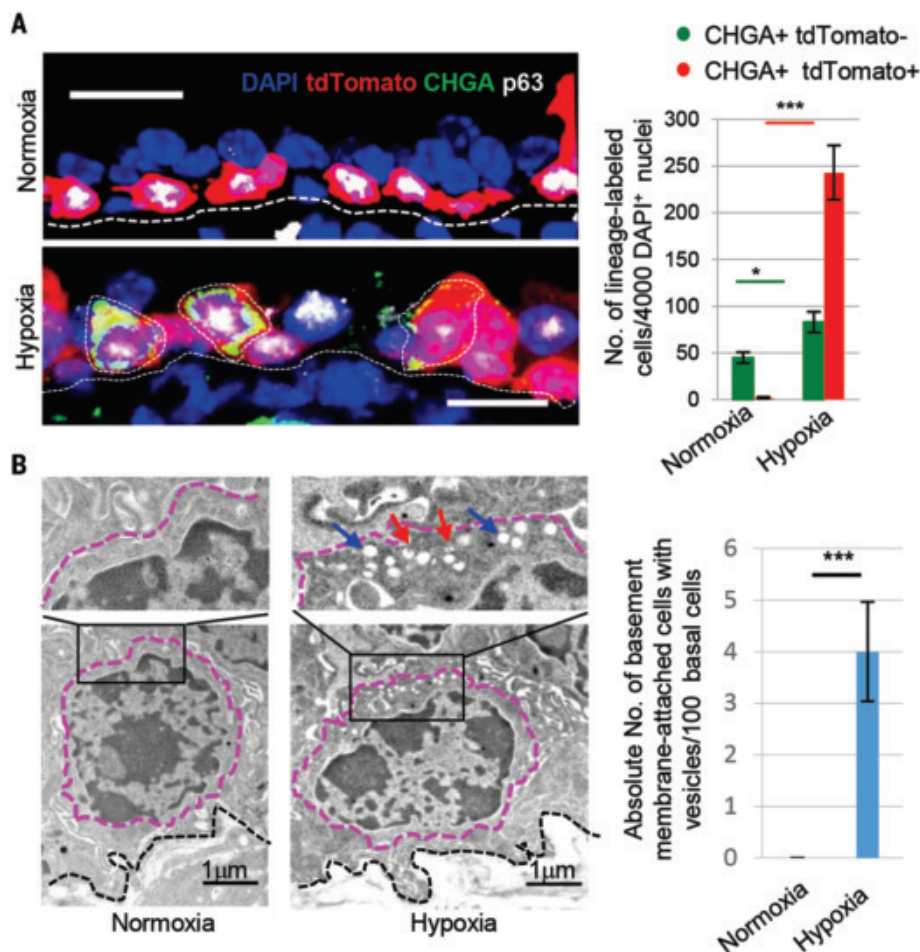 A
DAPI tdTomato CHGA p63
Normoxia
Hypoxia
CHGA+ tdTomato-
CHGA+ tdTomato+
No. of lineage-labeled
cells/4000 DAPI⁺ nuclei
300
250
200
150
100
50
0
***
*
Normoxia
Hypoxia
B
1μm
Normoxia
1μm
Hypoxia
Absolute No. of basement
membrane-attached cells with
vesicles/100 basal cells
6
5
4
3
2
1
0
***
Normoxia
Hypoxia